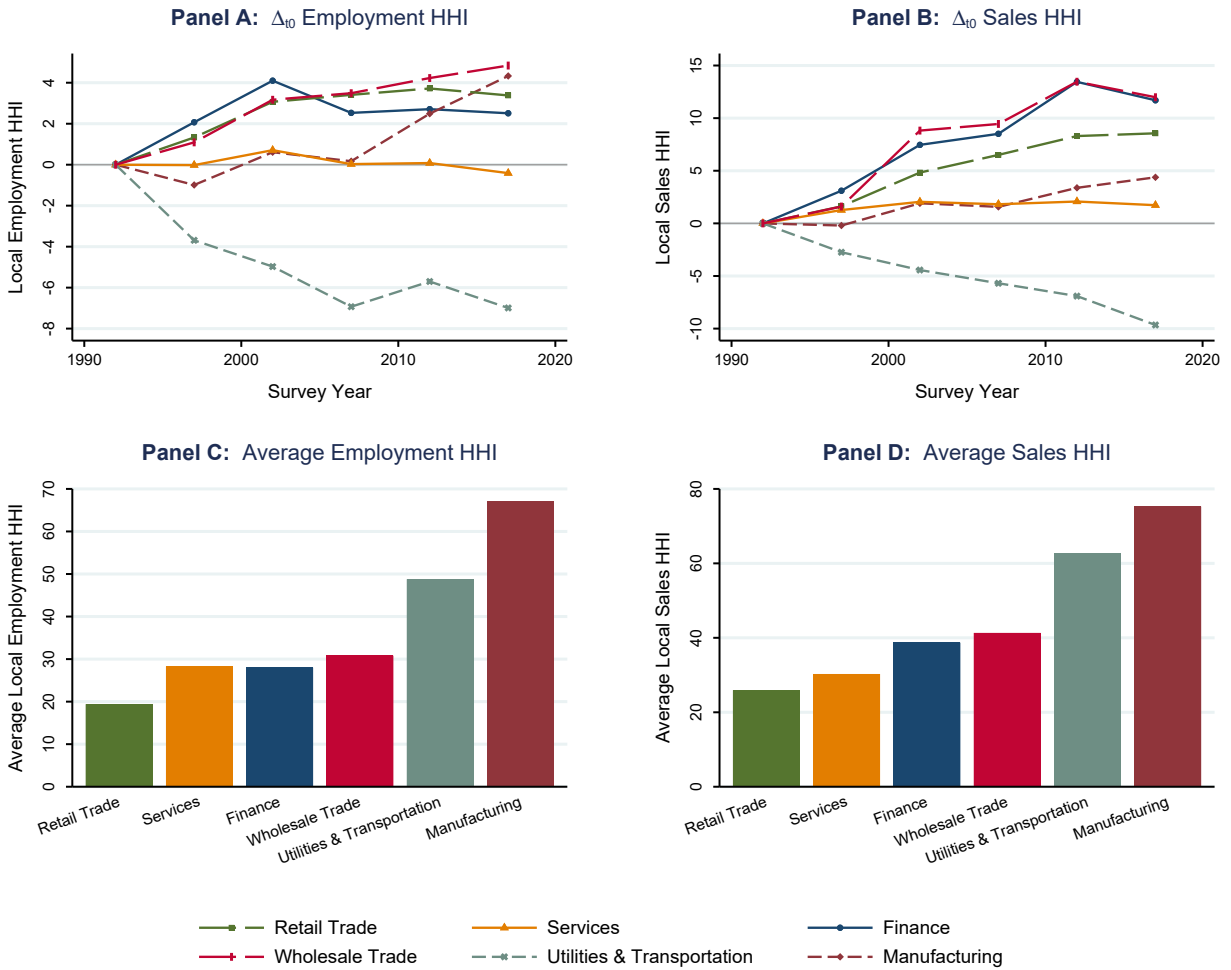 Panel A: Δt0 Employment HHI
Local Employment HHI
4
2
0
-2
-4
-6
-8
1990 2000 2010 2020
Survey Year
Panel B: Δt0 Sales HHI
Local Sales HHI
15
10
5
0
-5
-10
1990 2000 2010 2020
Survey Year
Panel C: Average Employment HHI
Average Local Employment HHI
70
60
50
40
30
20
10
0
Retail Trade
Services
Finance
Wholesale Trade
Utilities & Transportation
Manufacturing
Panel D: Average Sales HHI
Average Local Sales HHI
80
60
40
20
0
Retail Trade
Services
Finance
Wholesale Trade
Utilities & Transportation
Manufacturing
Retail Trade Services Finance
Wholesale Trade Utilities & Transportation Manufacturing